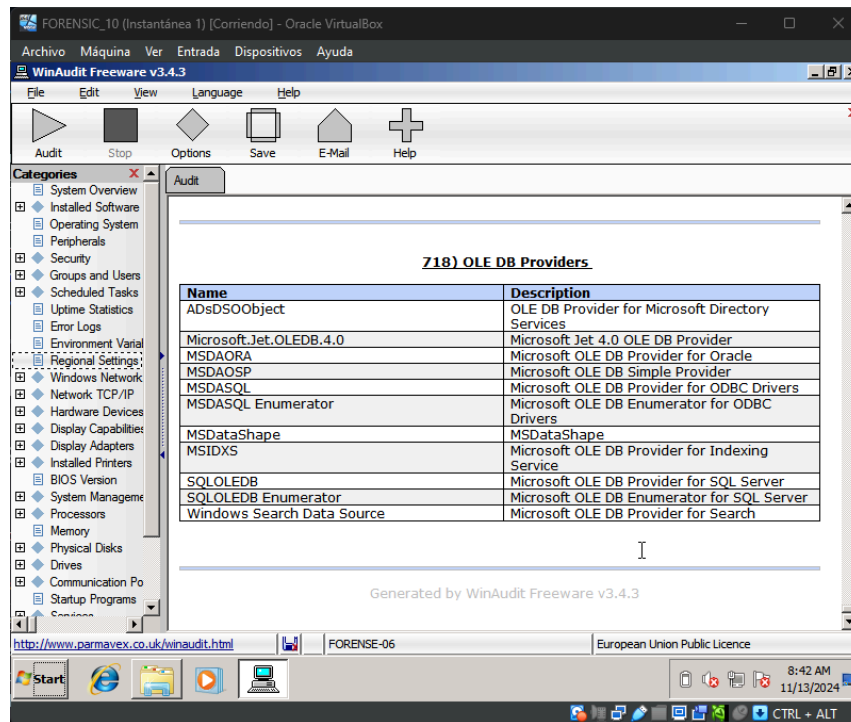 FORENSIC_10 (Instantánea 1) [Corriendo] - Oracle VirtualBox
Archivo Máquina Ver Entrada Dispositivos Ayuda
WinAudit Freeware v3.4.3
File Edit View Language Help
Audit Stop Options Save E-Mail Help
Categories
System Overview
Installed Software
Operating System
Peripherals
Security
Groups and Users
Scheduled Tasks
Uptime Statistics
Error Logs
Environment Varial
Regional Settings
Windows Network
Network TCP/IP
Hardware Devices
Display Capabilities
Display Adapters
Installed Printers
BIOS Version
System Manageme
Processors
Memory
Physical Disks
Drives
Communication Po
Startup Programs
Services
Audit
718) OLE DB Providers
Name Description
ADsDSOObject OLE DB Provider for Microsoft Directory
Services
Microsoft.Jet.OLEDB.4.0 Microsoft Jet 4.0 OLE DB Provider
MSDAORA Microsoft OLE DB Provider for Oracle
MSDAOSP Microsoft OLE DB Simple Provider
MSDASQL Microsoft OLE DB Provider for ODBC Drivers
MSDASQL Enumerator Microsoft OLE DB Enumerator for ODBC
Drivers
MSDataShape MSDataShape
MSIDXS Microsoft OLE DB Provider for Indexing
Service
SQLOLEDB Microsoft OLE DB Provider for SQL Server
SQLOLEDB Enumerator Microsoft OLE DB Enumerator for SQL Server
Windows Search Data Source Microsoft OLE DB Provider for Search
Generated by WinAudit Freeware v3.4.3
http://www.parmavex.co.uk/winaudit.html FORENSE-06 European Union Public Licence
Start
8:42 AM
11/13/2024
CTRL + ALT